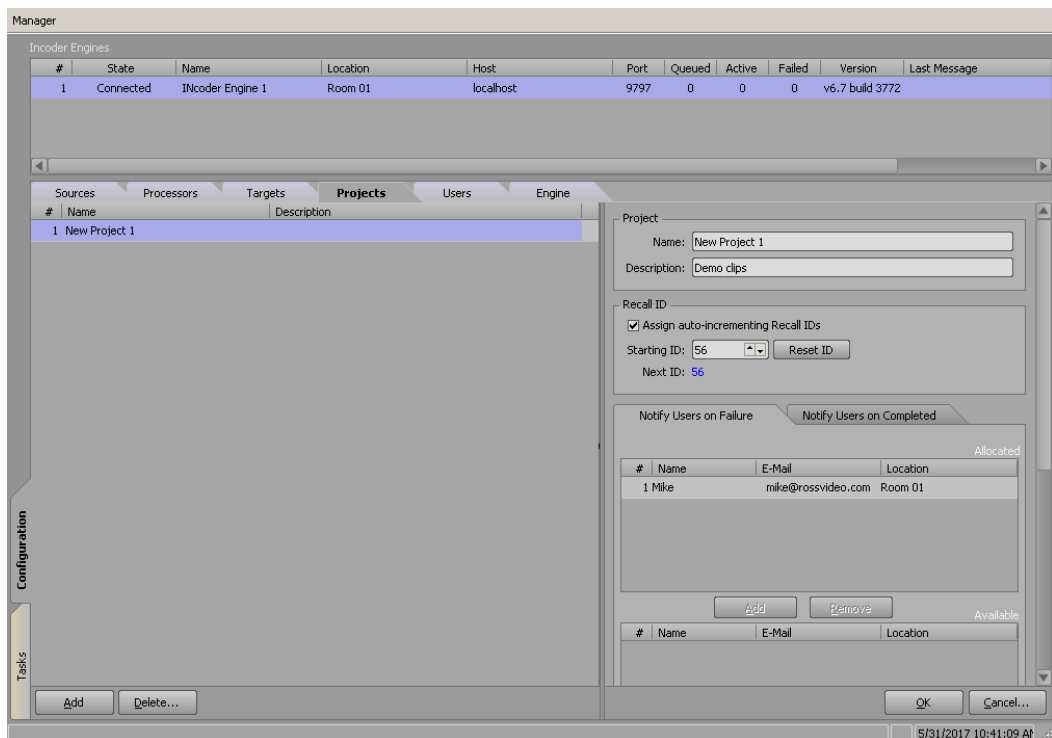 Manager
Incoder Engines
# State Name Location Host Port Queued Active Failed Version Last Message
1 Connected INcoder Engine 1 Room 01 localhost 9797 0 0 0 v6.7 build 3772
Sources Processors Targets Projects Users Engine
# Name Description
1 New Project 1
Project
Name: New Project 1
Description: Demo clips
Recall ID
Assign auto-incrementing Recall IDs
Starting ID: 56 Reset ID
Next ID: 56
Notify Users on Failure Notify Users on Completed
Allocated
# Name E-Mail Location
1 Mike mike@rossvideo.com Room 01
Add Remove
Available
# Name E-Mail Location
Configuration
Tasks
Add Delete... OK Cancel...
5/31/2017 10:41:09 AM